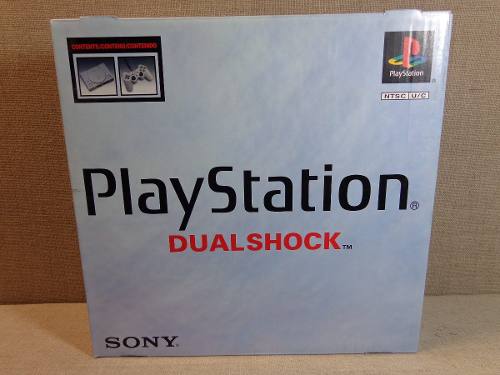 CONTENTS/CONTENU/CONTENIDO
PlayStation
NTSC U/C
PlayStation®
DUALSHOCK™
SONY®